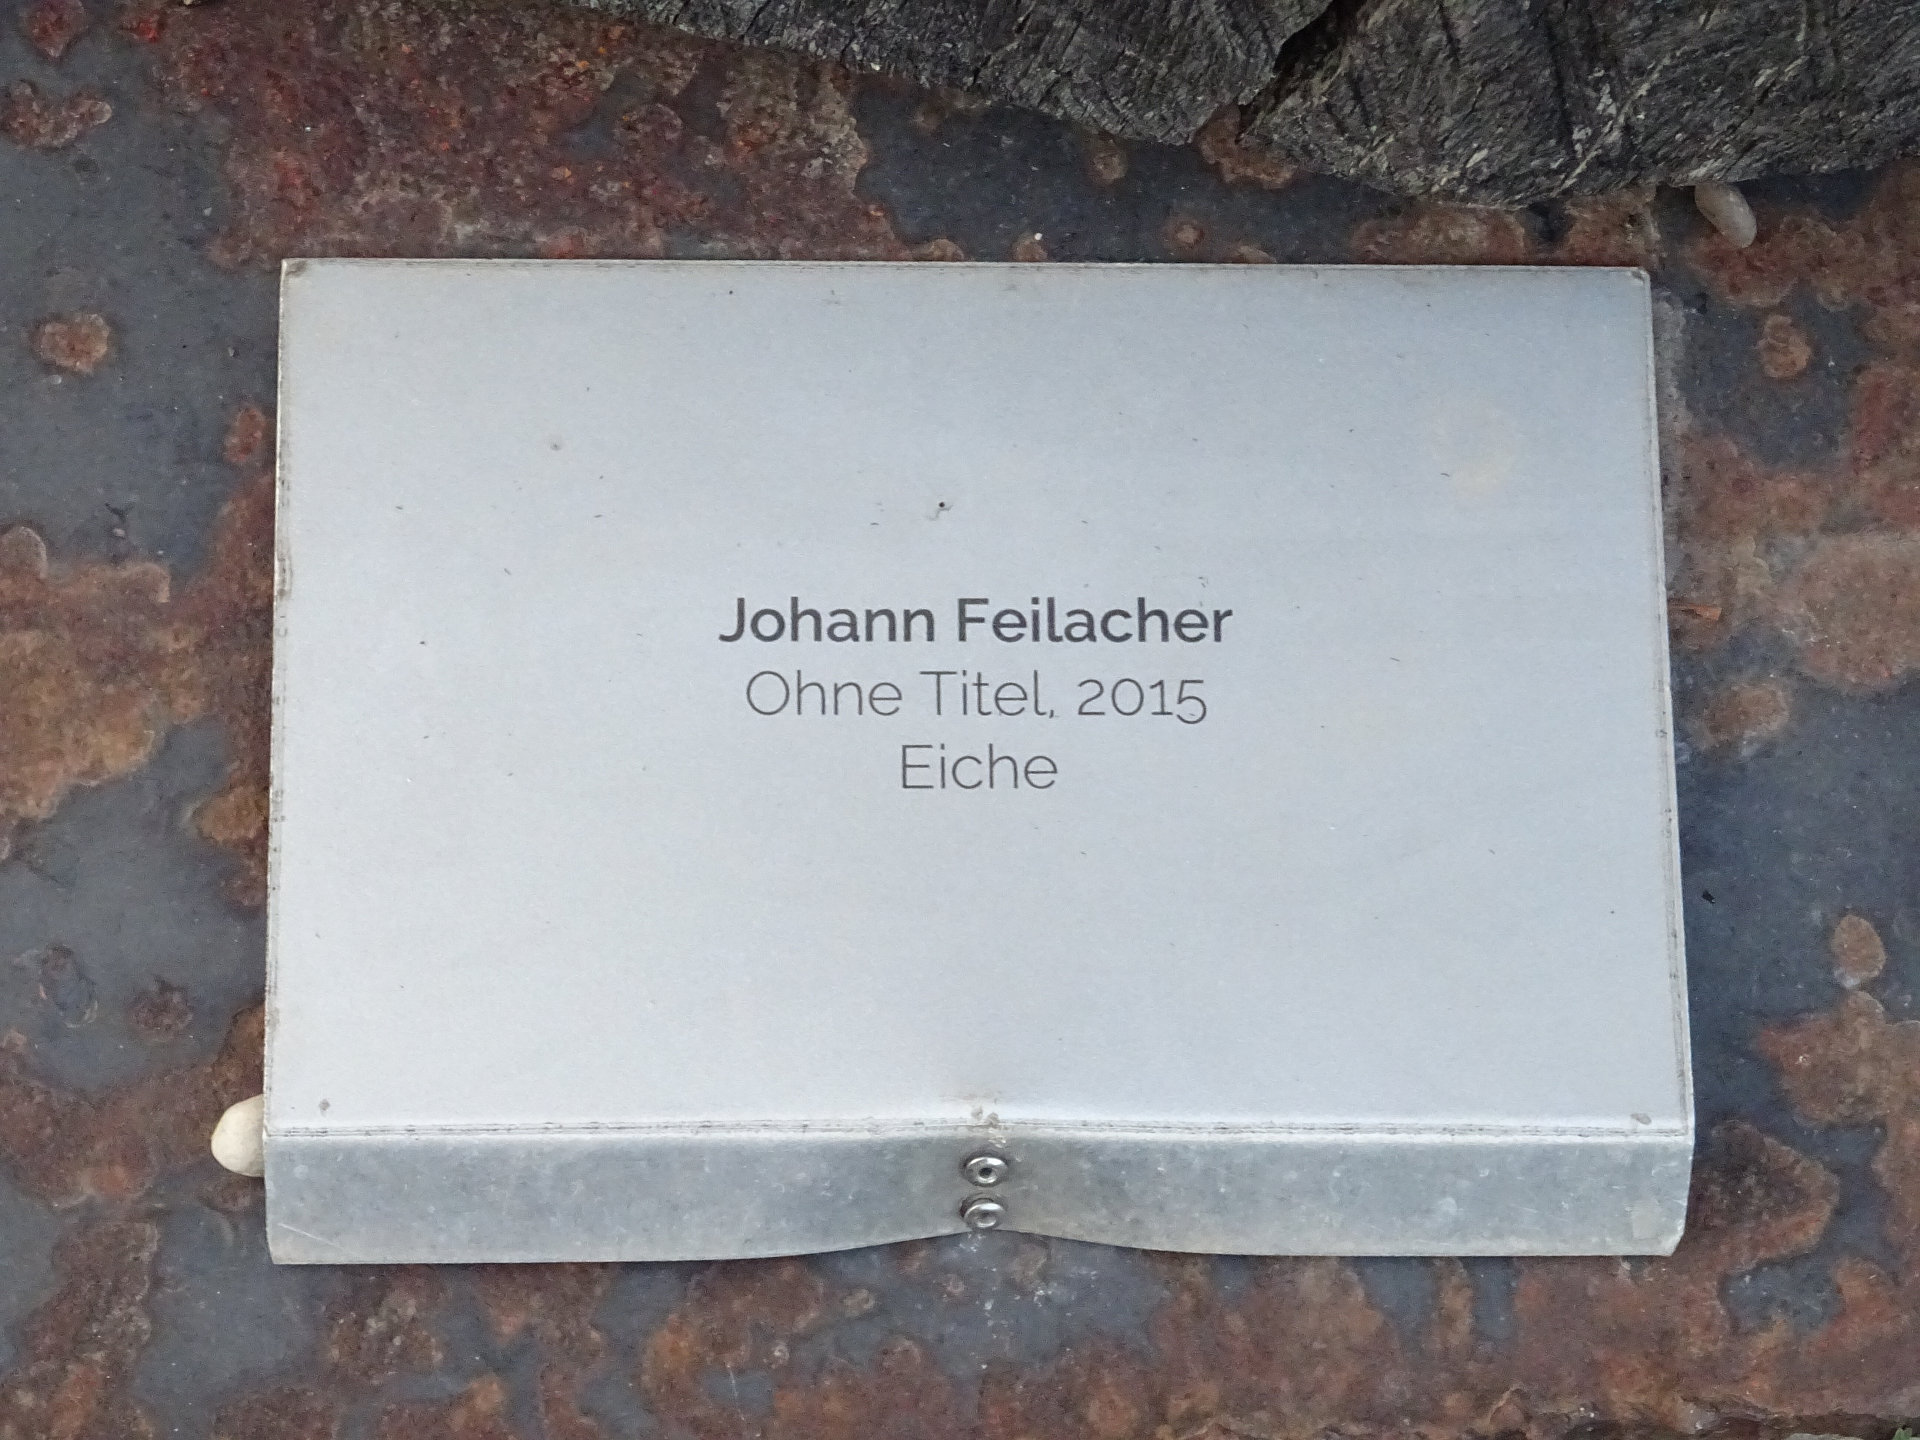 Johann Feilacher
Ohne Titel, 2015
Eiche